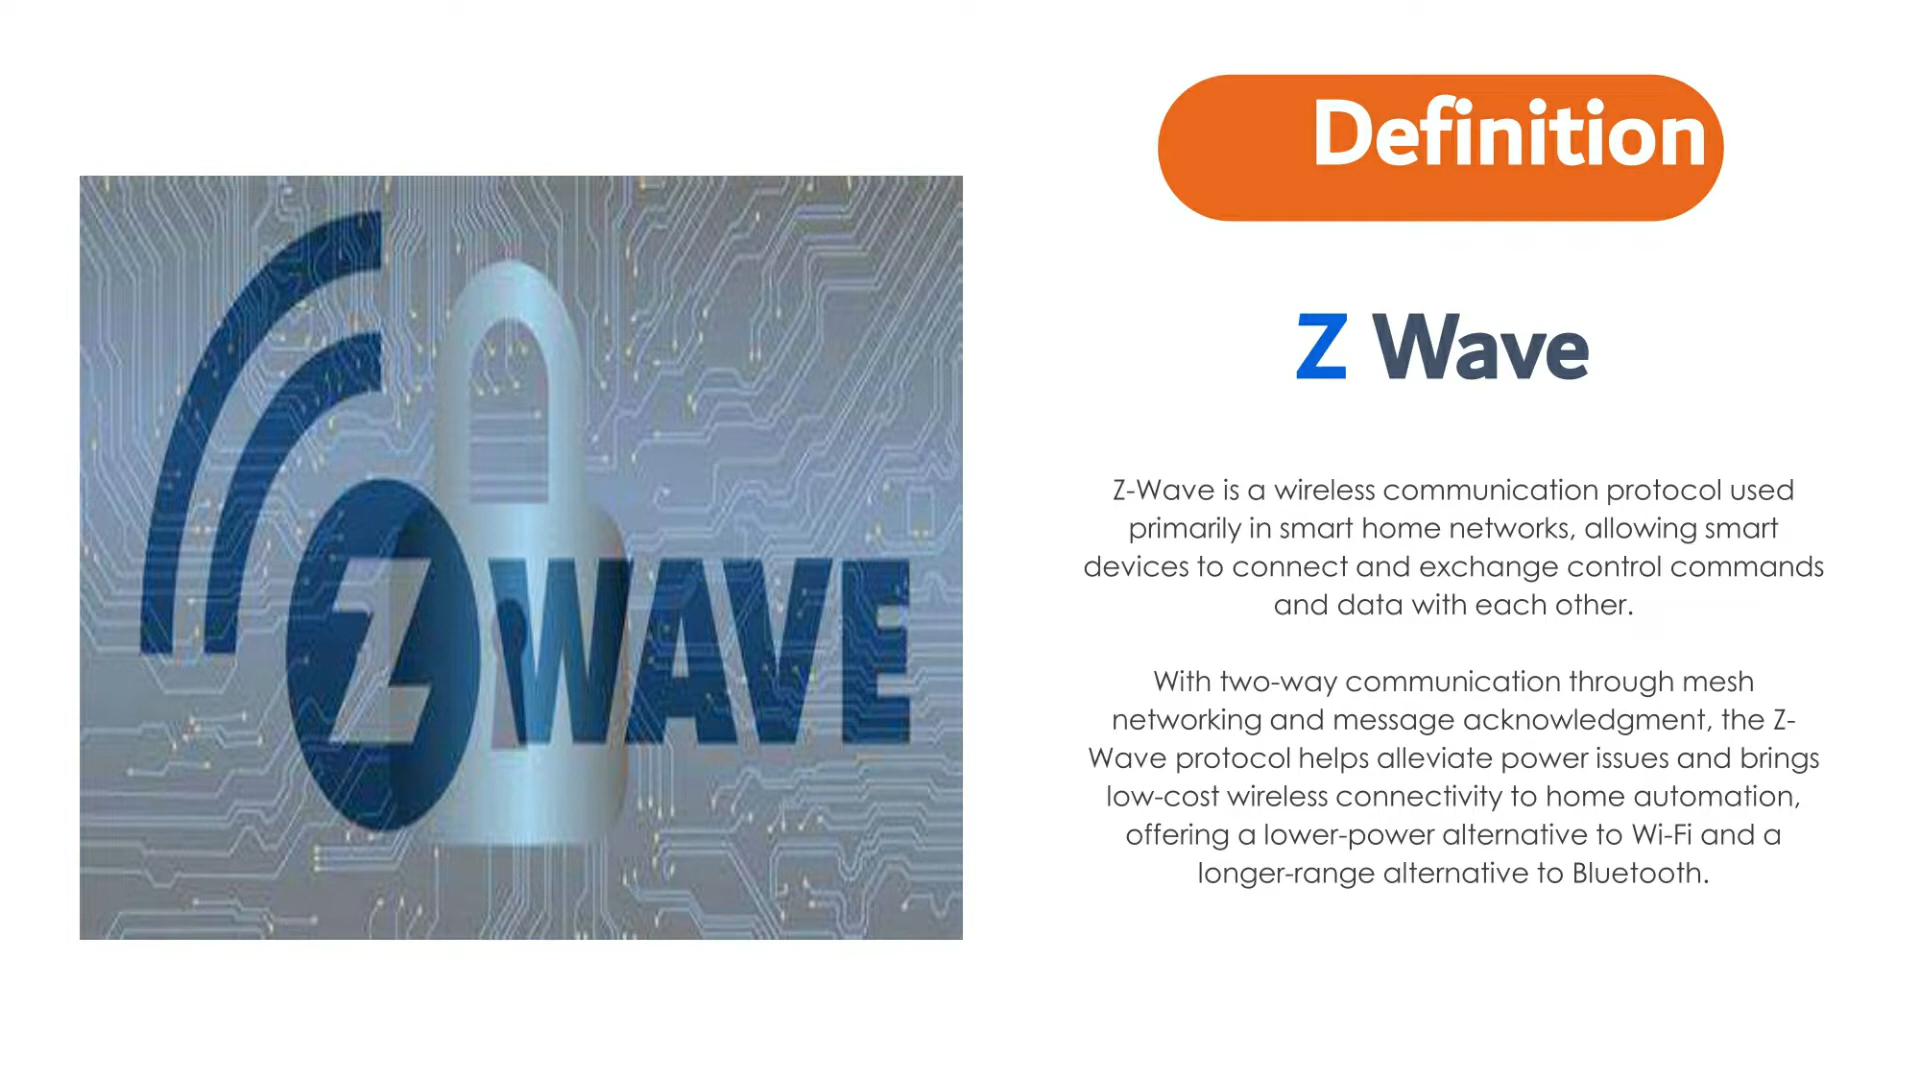 Definition
Z WAVE
Z Wave
Z-Wave is a wireless communication protocol used
primarily in smart home networks, allowing smart
devices to connect and exchange control commands
and data with each other.
With two-way communication through mesh
networking and message acknowledgment, the Z-
Wave protocol helps alleviate power issues and brings
low-cost wireless connectivity to home automation,
offering a lower-power alternative to Wi-Fi and a
longer-range alternative to Bluetooth.